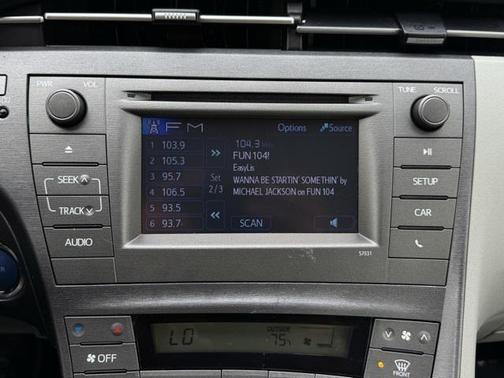 PWR
VOL
TUNE
SCROLL
FM
Options
Source
1 103.9
2 105.3
3 95.7
4 106.5
5 93.5
6 93.7
Set
2/3
104.3
FUN 104!
EasyLis
WANNA BE STARTIN' SOMETHIN' by
MICHAEL JACKSON on FUN 104
SCAN
SEEK
TRACK
AUDIO
SETUP
CAR
57031
LO
OUTSIDE
75
OFF
FRONT